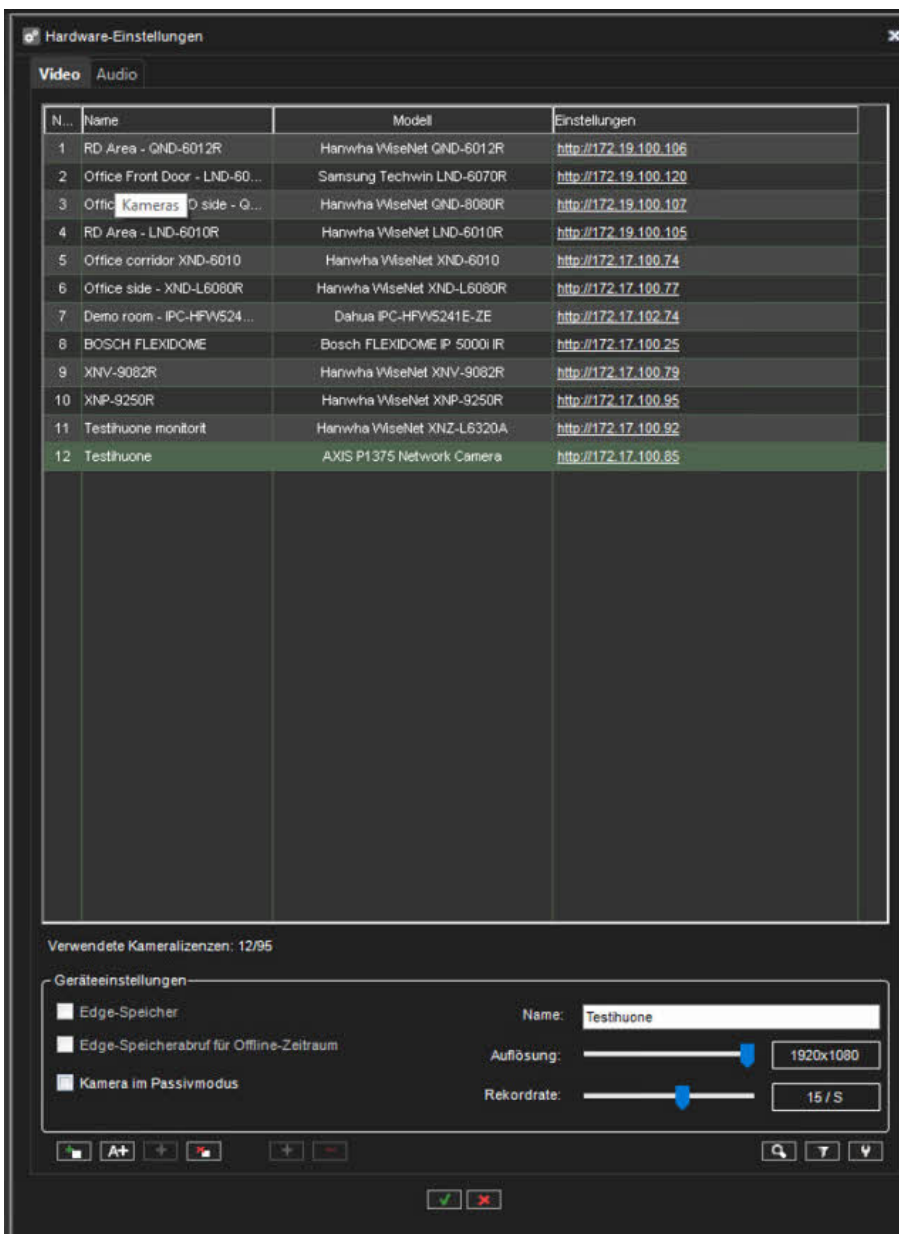 Hardware-Einstellungen
Video Audio
N... Name Modell Einstellungen
1 RD Area - QND-6012R Hanwha WiseNet QND-6012R http://172.19.100.106
2 Office Front Door - LND-60... Samsung Techwin LND-6070R http://172.19.100.120
3 Offic Kameras D side - Q... Hanwha WiseNet QND-8080R http://172.19.100.107
4 RD Area - LND-6010R Hanwha WiseNet LND-6010R http://172.19.100.105
5 Office corridor XND-6010 Hanwha WiseNet XND-6010 http://172.17.100.74
6 Office side - XND-L6080R Hanwha WiseNet XND-L6080R http://172.17.100.77
7 Demo room - IPC-HFW524... Dahua IPC-HFW5241E-ZE http://172.17.102.74
8 BOSCH FLEXIDOME Bosch FLEXIDOME IP 5000i IR http://172.17.100.25
9 XNV-9082R Hanwha WiseNet XNV-9082R http://172.17.100.79
10 XNP-9250R Hanwha WiseNet XNP-9250R http://172.17.100.95
11 Testihuone monitorit Hanwha WiseNet XNZ-L6320A http://172.17.100.92
12 Testihuone AXIS P1375 Network Camera http://172.17.100.85
Verwendete Kameralizenzen: 12/95
Geräteeinstellungen
Edge-Speicher
Name: Testihuone
Edge-Speicherabruf für Offline-Zeitraum
Auflösung: 1920x1080
Kamera im Passivmodus
Rekordrate: 15 / S
A+